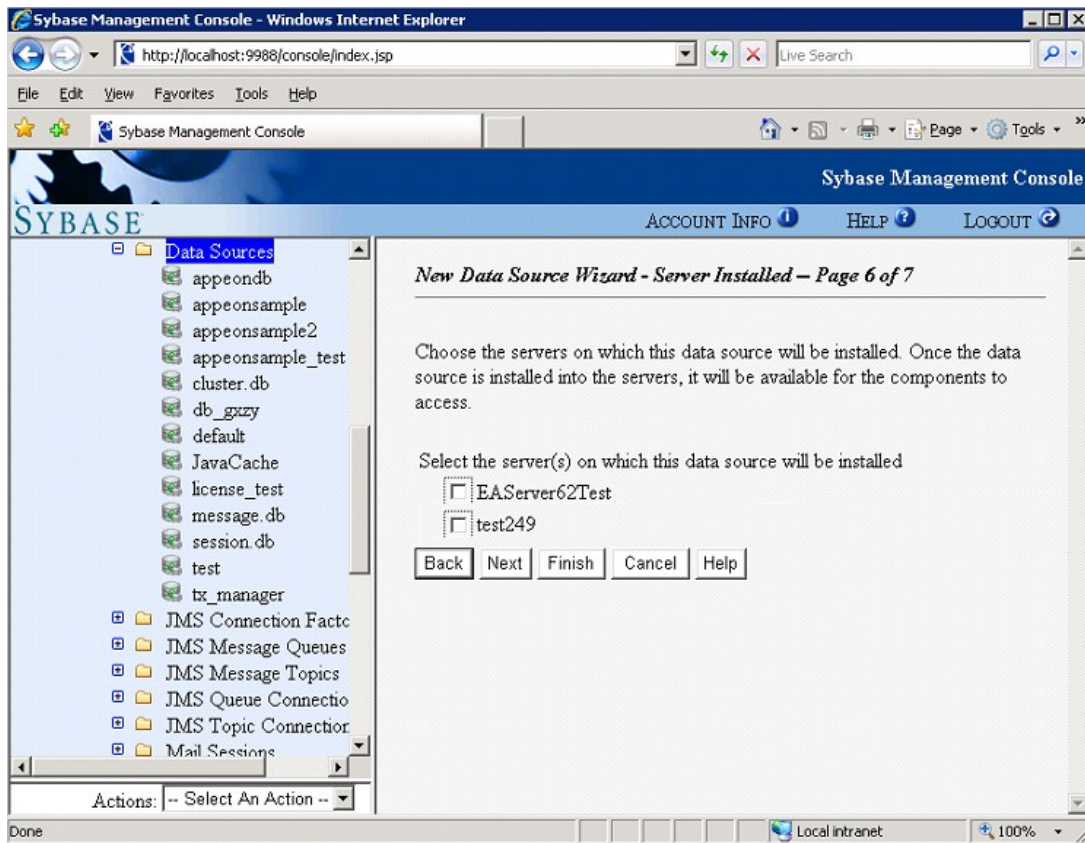 Sybase Management Console - Windows Internet Explorer
http://localhost:9988/console/index.jsp
Live Search
File Edit View Favorites Tools Help
Sybase Management Console
Page Tools
Sybase Management Console
SYBASE
ACCOUNT INFO HELP LOGOUT
Data Sources
appeondb
appeonsample
appeonsample2
appeonsample_test
cluster.db
db_gxzy
default
JavaCache
license_test
message.db
session.db
test
tx_manager
JMS Connection Facto
JMS Message Queues
JMS Message Topics
JMS Queue Connectio
JMS Topic Connection
Mail Sessions
Actions: -- Select An Action --
New Data Source Wizard - Server Installed – Page 6 of 7
Choose the servers on which this data source will be installed. Once the data
source is installed into the servers, it will be available for the components to
access.
Select the server(s) on which this data source will be installed
EAServer62Test
test249
Back Next Finish Cancel Help
Done
Local intranet
100%